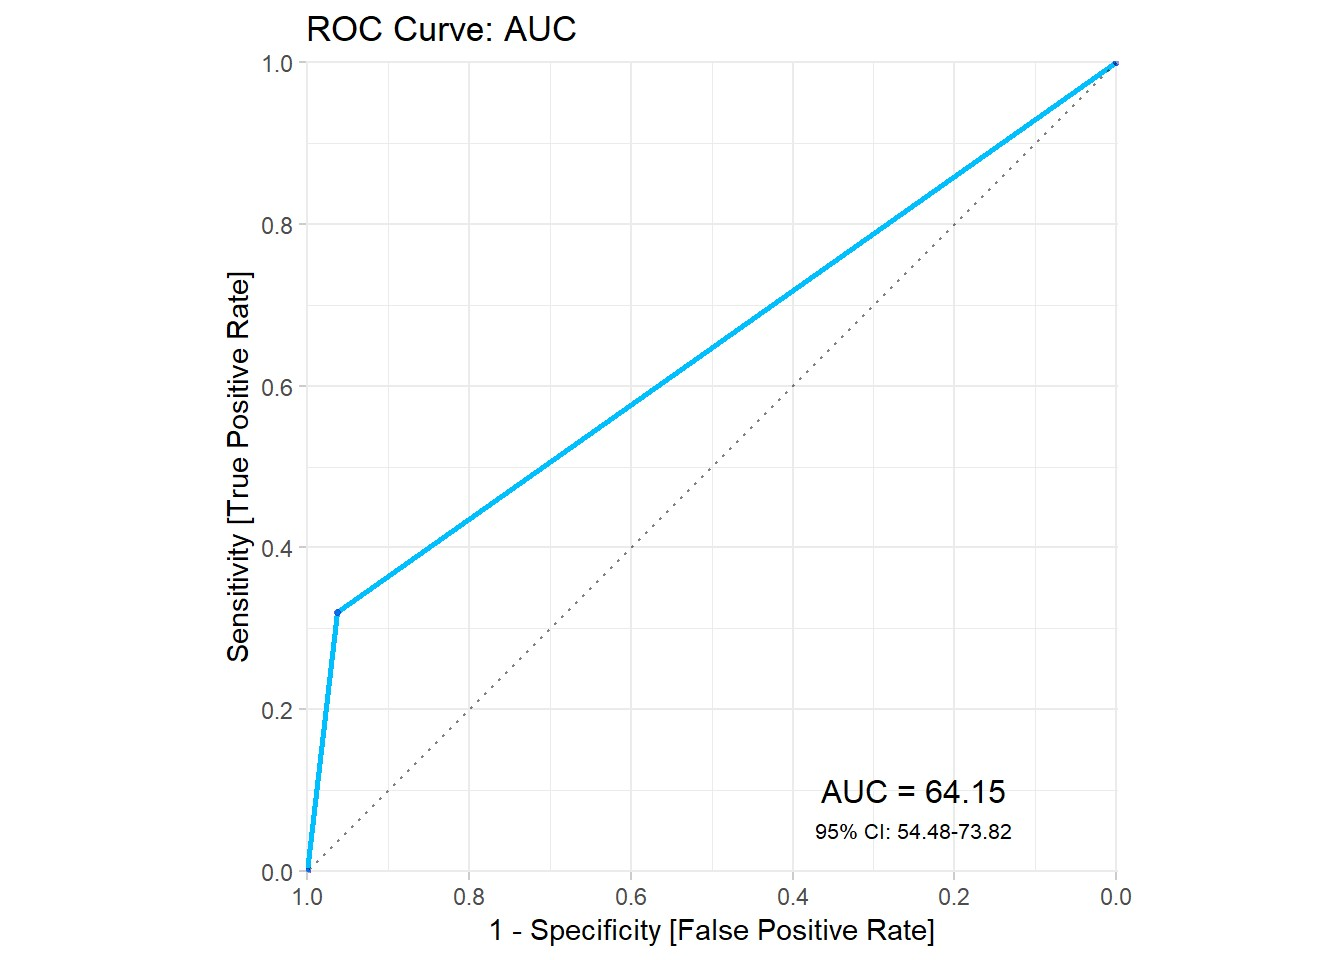 ROC Curve: AUC
1.0
0.8
0.6
0.4
0.2
0.0
Sensitivity [True Positive Rate]
AUC = 64.15
95% CI: 54.48-73.82
1.0 0.8 0.6 0.4 0.2 0.0
1 - Specificity [False Positive Rate]